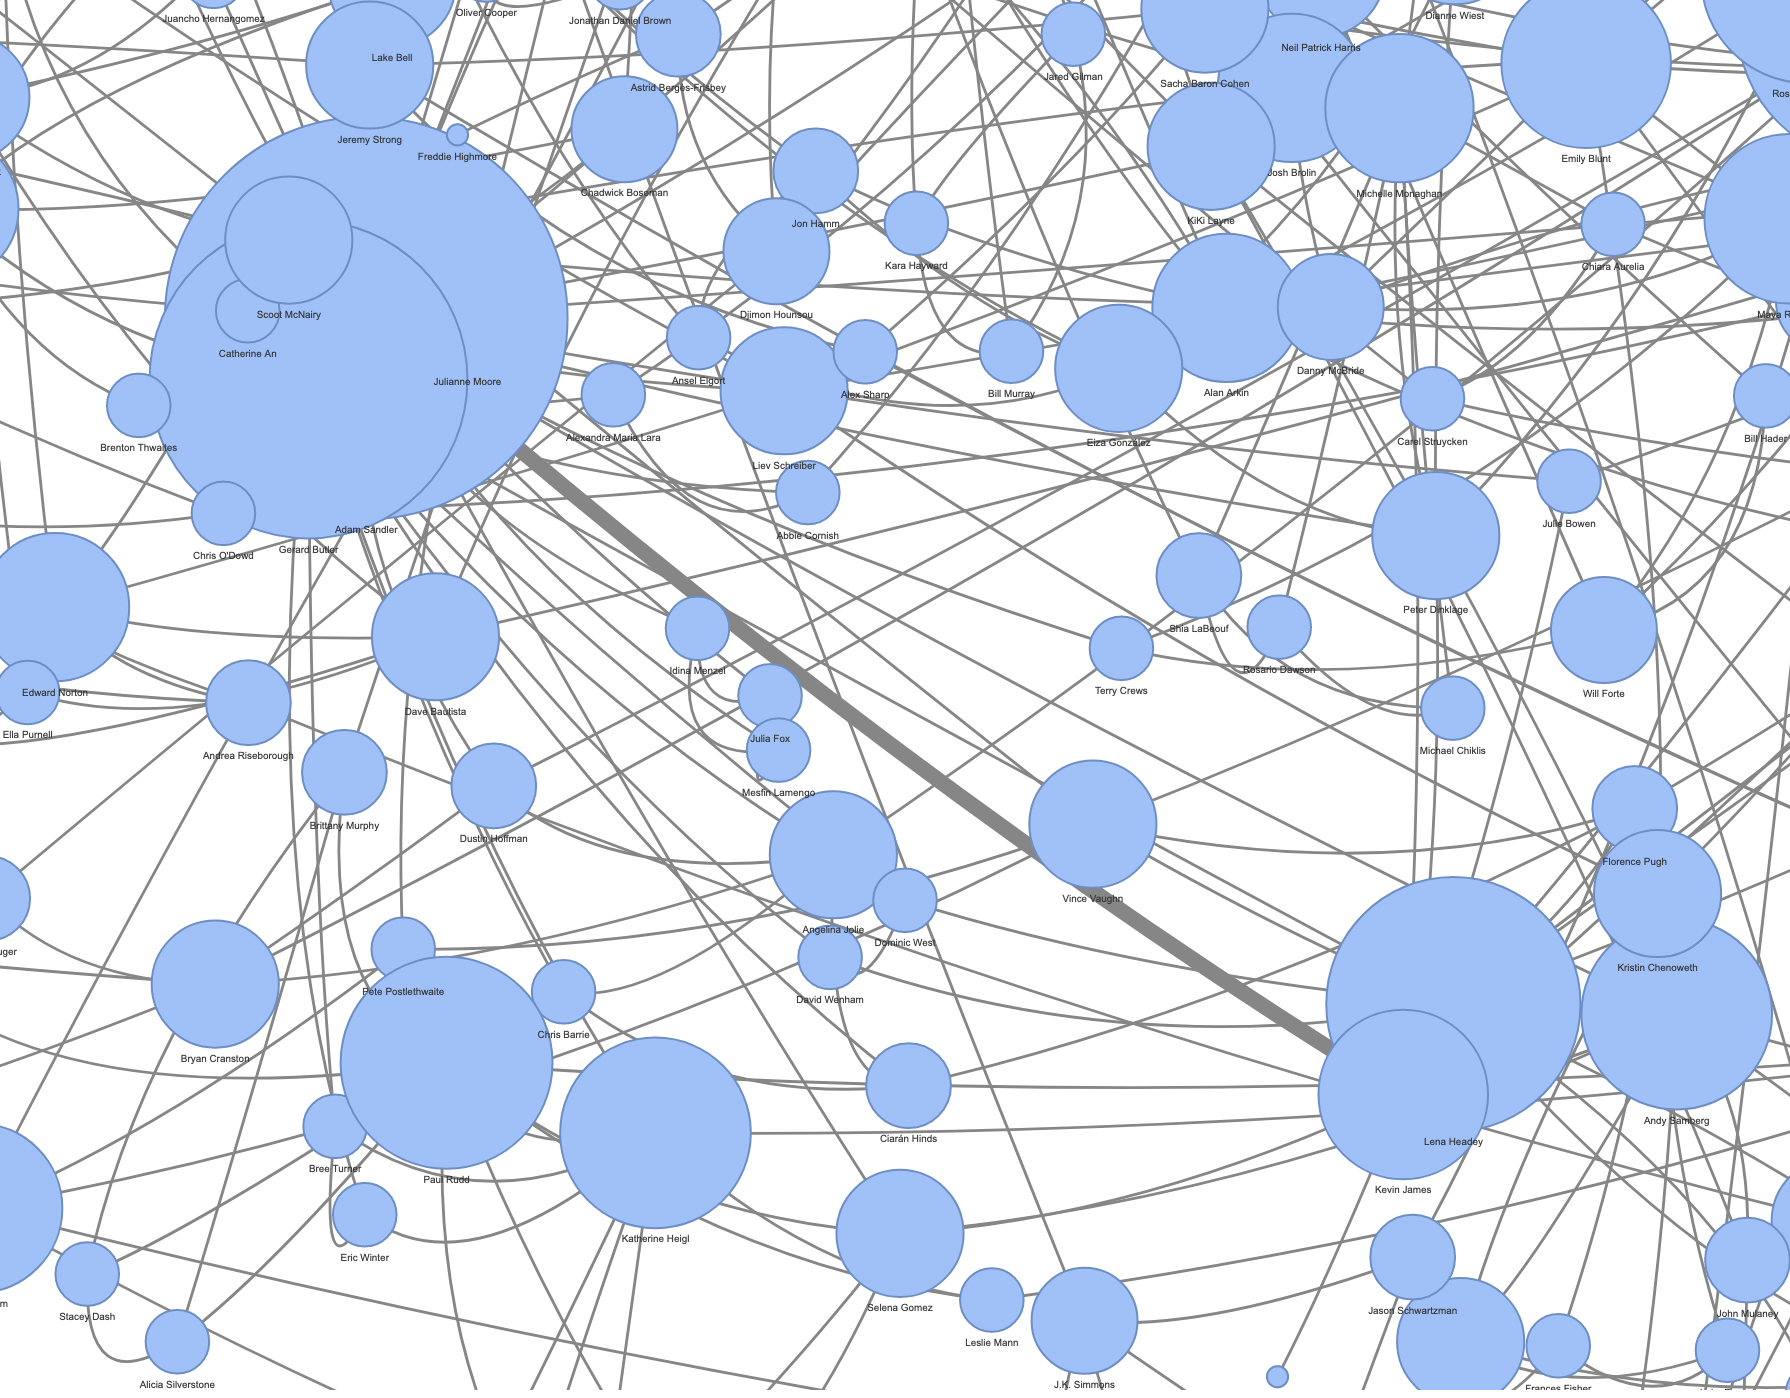 Juancho Hernangomez
Oliver Cooper
Jonathan Daniel Brown
Dianne Wiest
Lake Bell
Neil Patrick Harris
Jared Gilman
Astrid Berges-Frisbey
Sacha Baron Cohen
Ros
Jeremy Strong
Freddie Highmore
Emily Blunt
Josh Brolin
Chadwick Boseman
Michelle Monaghan
Jon Hamm
KiKi Layne
Kara Hayward
Chiara Aurelia
Scoot McNairy
Djimon Hounsou
Maya R
Catherine An
Danny McBride
Julianne Moore
Ansel Elgort
Alex Sharp
Bill Murray
Alan Arkin
Brenton Thwaites
Alexandra Maria Lara
Eiza González
Carel Struycken
Bill Hader
Liev Schreiber
Julie Bowen
Adam Sandler
Abbie Cornish
Chris O'Dowd
Gerard Butler
Peter Dinklage
Shia LaBeouf
Idina Menzel
Rosario Dawson
Edward Norton
Terry Crews
Will Forte
Dave Bautista
Ella Purnell
Julia Fox
Andrea Riseborough
Michael Chiklis
Mesfin Lamengo
Brittany Murphy
Dustin Hoffman
Florence Pugh
Vince Vaughn
Angelina Jolie
Dominic West
uger
Kristin Chenoweth
Pete Postlethwaite
David Wenham
Chris Barrie
Bryan Cranston
Andy Samberg
Ciarán Hinds
Lena Headey
Bree Turner
Paul Rudd
Kevin James
Katherine Heigl
Eric Winter
m
Stacey Dash
Selena Gomez
Jason Schwartzman
John Mulaney
Leslie Mann
Alicia Silverstone
J.K. Simmons
Frances Fisher